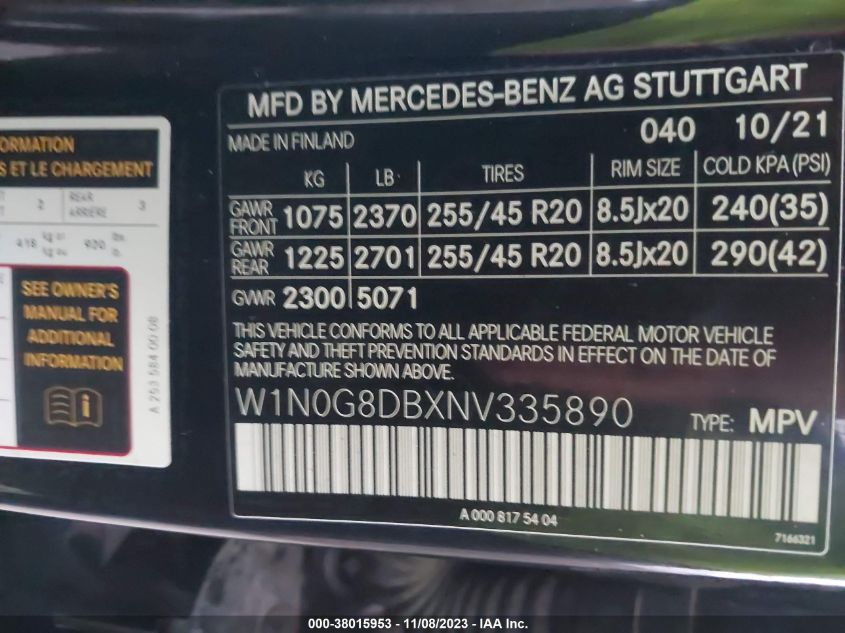 MFD BY MERCEDES-BENZ AG STUTTGART
MADE IN FINLAND 040 10/21
KG LB TIRES RIM SIZE COLD KPA (PSI)
GAWR FRONT 1075 2370 255/45 R20 8.5Jx20 240(35)
GAWR REAR 1225 2701 255/45 R20 8.5Jx20 290(42)
GVWR 2300 5071
THIS VEHICLE CONFORMS TO ALL APPLICABLE FEDERAL MOTOR VEHICLE
SAFETY AND THEFT PREVENTION STANDARDS IN EFFECT ON THE DATE OF
MANUFACTURE SHOWN ABOVE.
W1N0G8DBXNV335890 TYPE: MPV
A 000 817 54 04
7166321
ET LE CHARGEMENT
2 REAR ARRIÈRE 3
kg 920 lbs.
SEE OWNER'S
MANUAL FOR
ADDITIONAL
INFORMATION
A 253 584 00 08
000-38015953 - 11/08/2023 - IAA Inc.